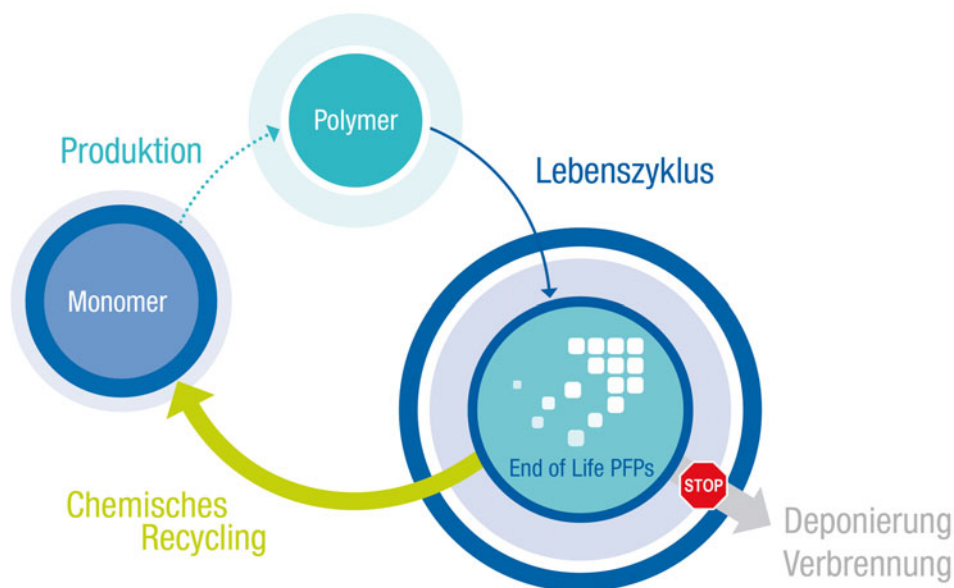 Polymer
Produktion
Lebenszyklus
Monomer
End of Life PFPs
STOP
Chemisches
Recycling
Deponierung
Verbrennung